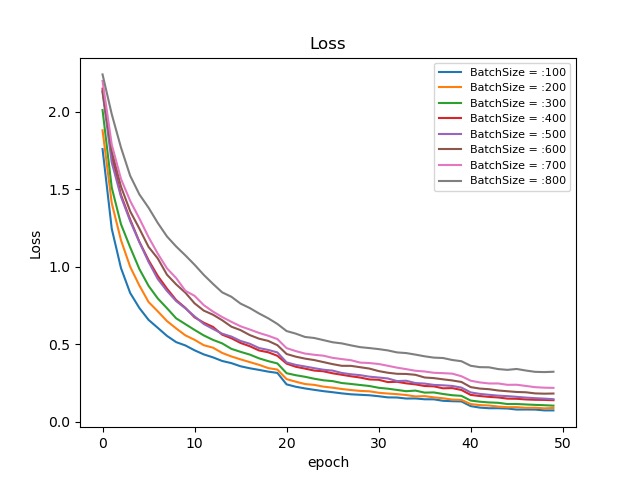 Loss
2.0
1.5
1.0
0.5
0.0
Loss
0
10
20
30
40
50
epoch
BatchSize = :100
BatchSize = :200
BatchSize = :300
BatchSize = :400
BatchSize = :500
BatchSize = :600
BatchSize = :700
BatchSize = :800